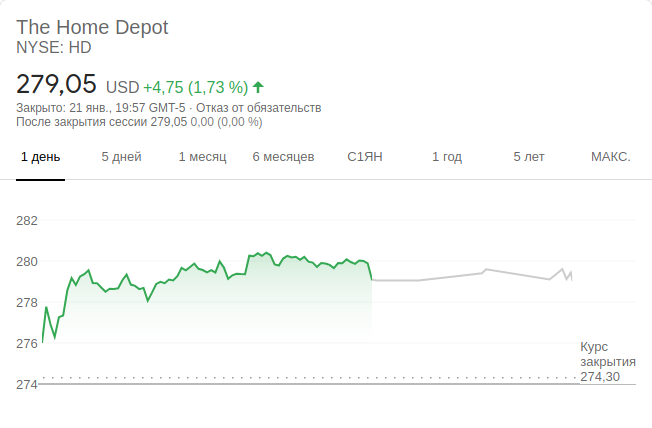 The Home Depot
NYSE: HD
279,05 USD +4,75 (1,73 %)
Закрыто: 21 янв., 19:57 GMT-5 · Отказ от обязательств
После закрытия сессии 279,05 0,00 (0,00 %)
1 день 5 дней 1 месяц 6 месяцев С1ЯН 1 год 5 лет МАКС.
282
280
278
276
Курс
закрытия
274,30
274